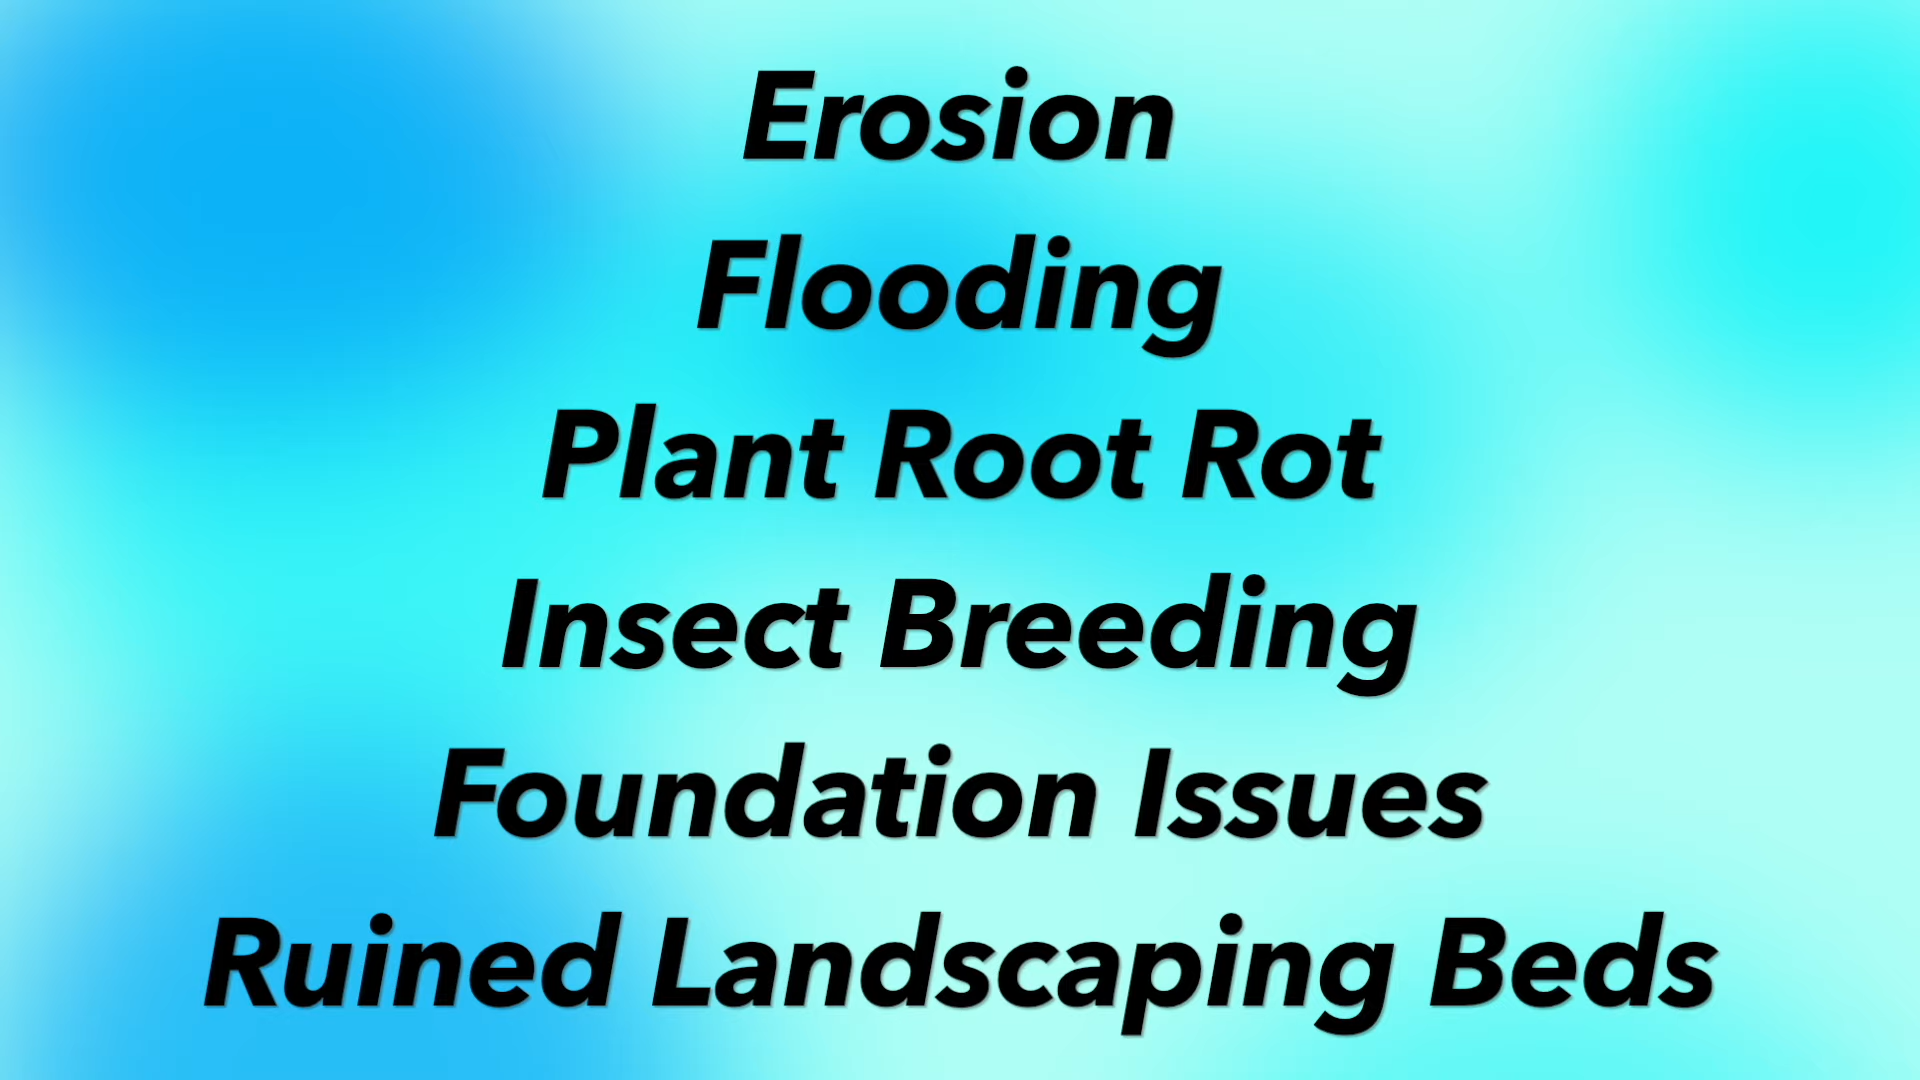 Erosion
Flooding
Plant Root Rot
Insect Breeding
Foundation Issues
Ruined Landscaping Beds